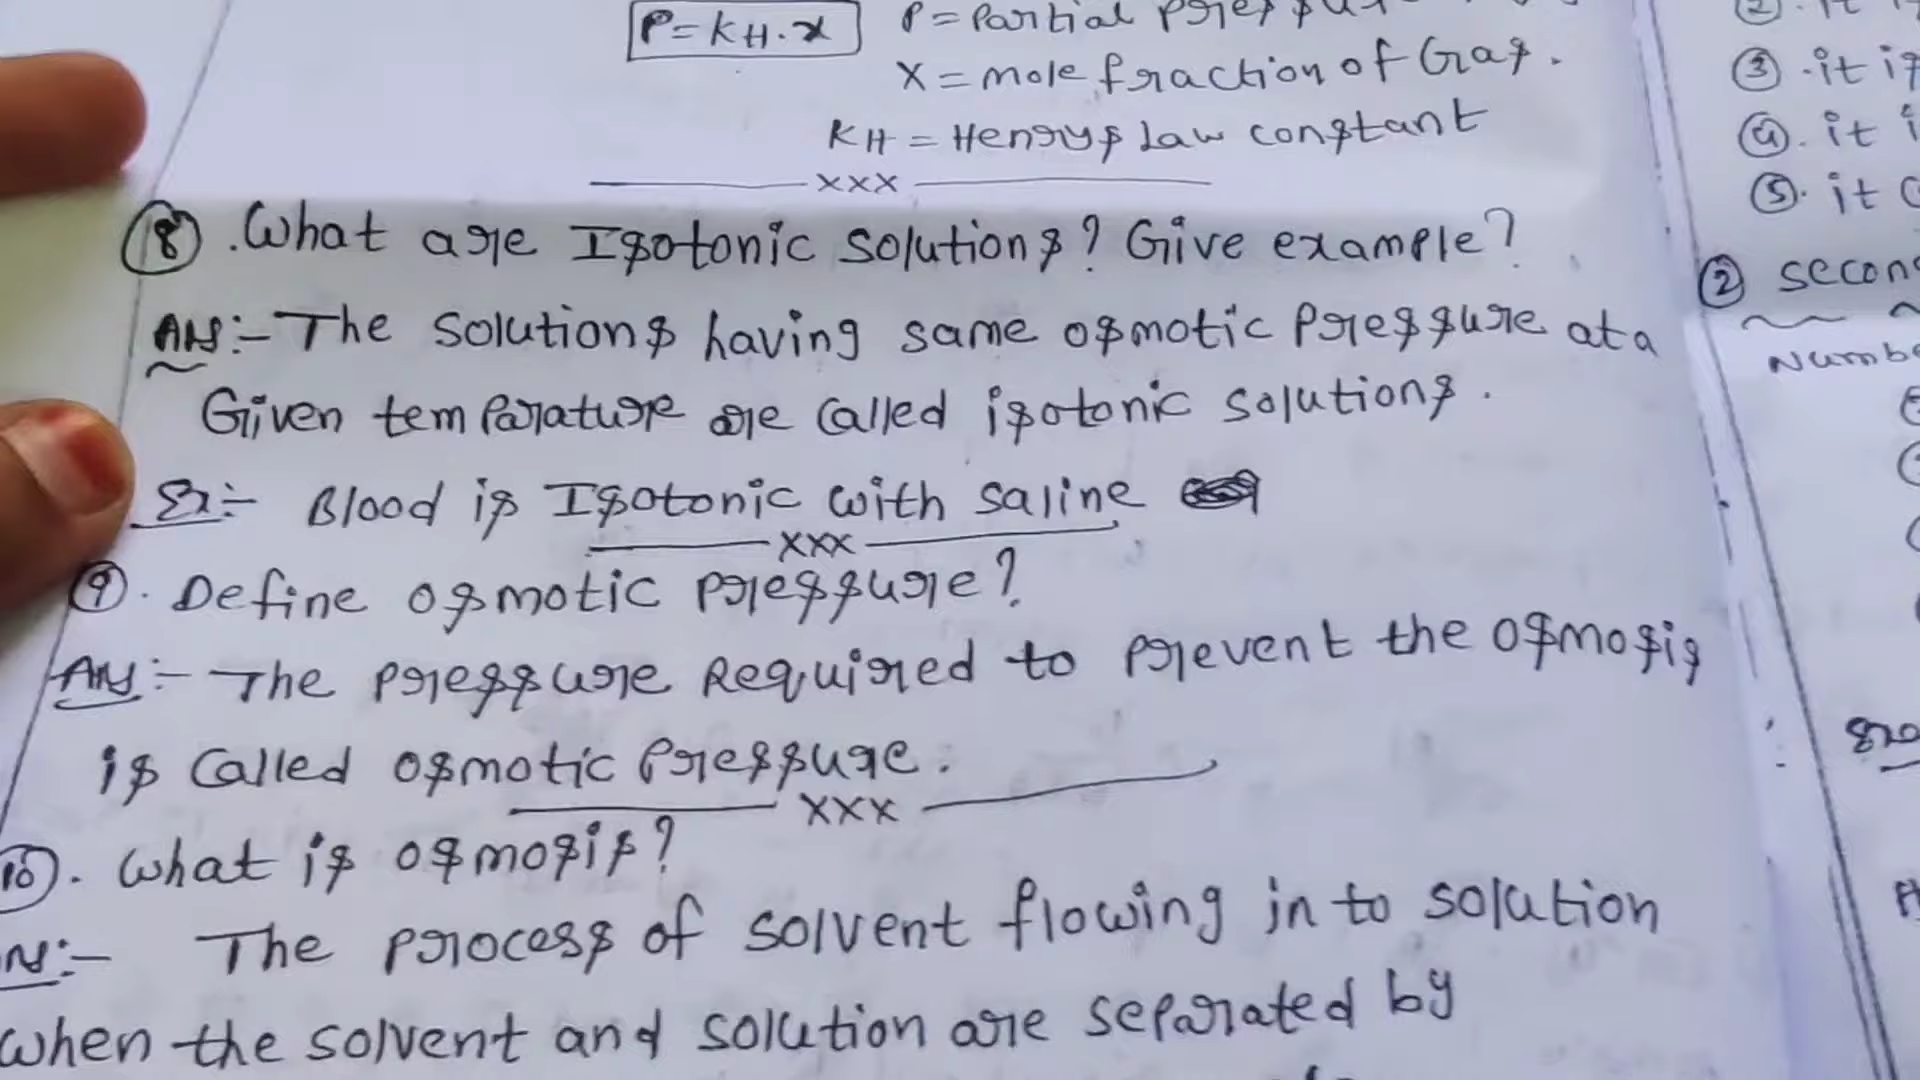 P=KH.x P = Partial
X = mole fraction of Gas.
KH = Henrys Law constant
xxx
8. What are Isotonic solutions? Give example?
Ans:- The solutions having same osmotic Pressure at a
Given temparature are called isotonic solutions.
Ex:- Blood is Isotonic with saline
xxx
9. Define osmotic pressure?
Ans:- The pressure Required to prevent the osmosis
is called osmotic Pressure.
xxx
10. What is osmosis?
The process of solvent flowing in to solution
when the solvent and solution are separated by
3. it is
4. it
5. it
2 secon
Numbe